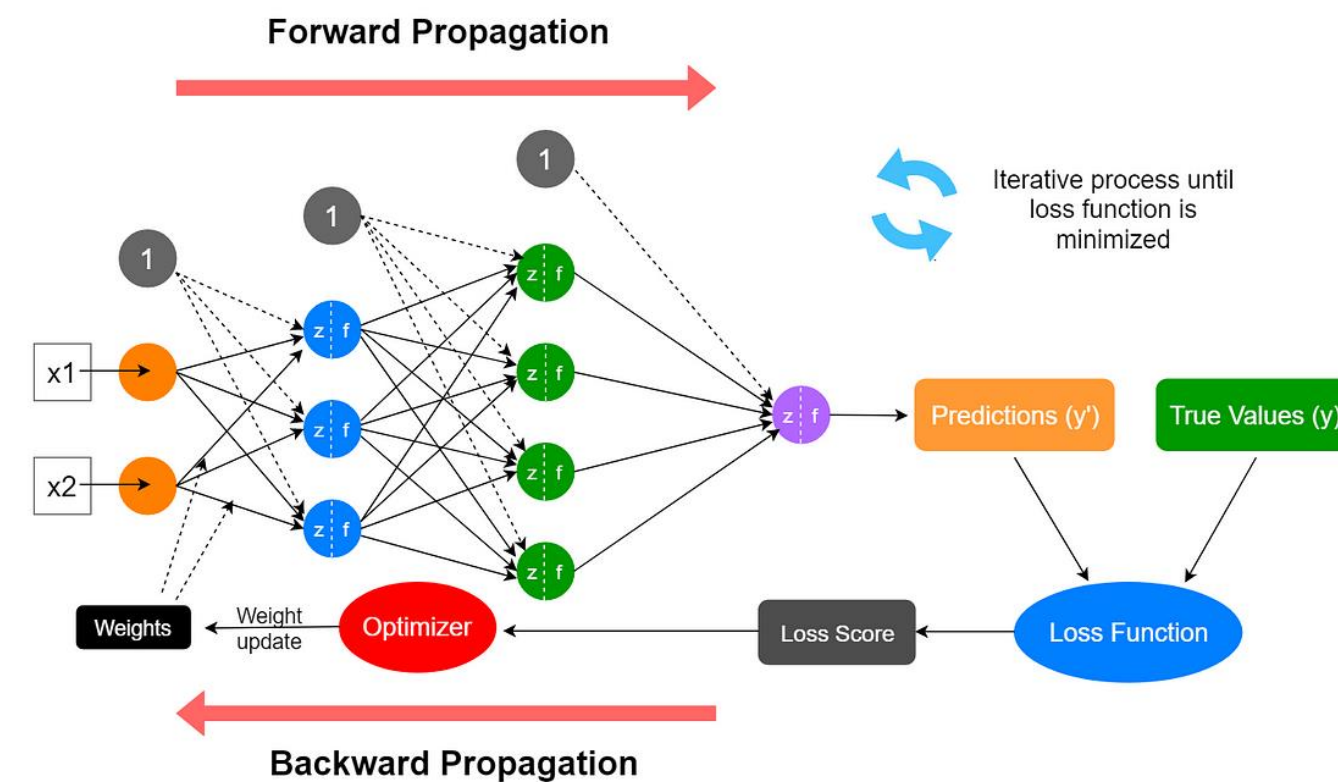 Forward Propagation
1
1
1
Iterative process until
loss function is
minimized
z f
z f
x1
z f
z f
z f
Predictions (y')
True Values (y)
z f
x2
z f
z f
Weights
Weight
update
Optimizer
Loss Score
Loss Function
Backward Propagation